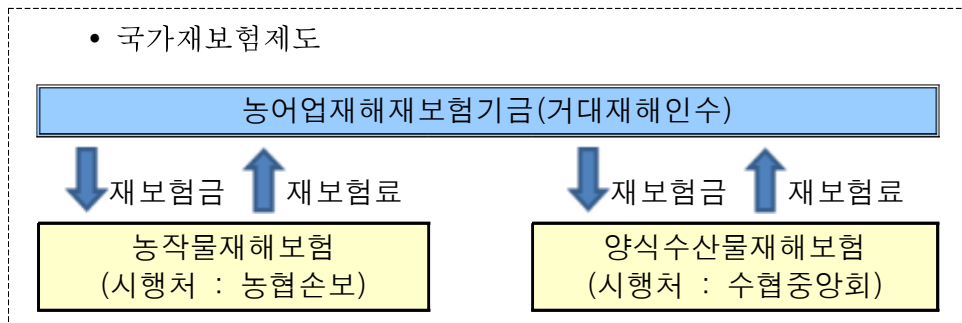 • 국가재보험제도
농어업재해재보험기금(거대재해인수)
재보험금 재보험료 재보험금 재보험료
농작물재해보험
(시행처 : 농협손보)
양식수산물재해보험
(시행처 : 수협중앙회)